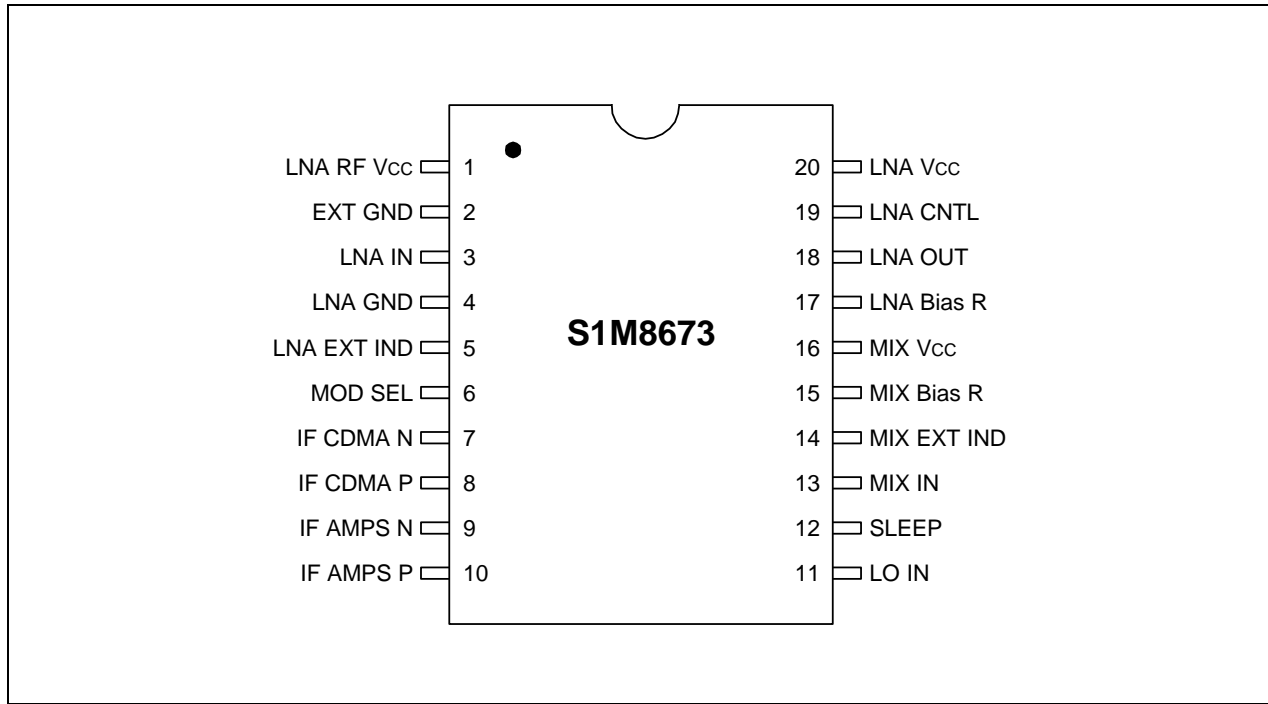 LNA RF Vcc 1
EXT GND 2
LNA IN 3
LNA GND 4
LNA EXT IND 5
MOD SEL 6
IF CDMA N 7
IF CDMA P 8
IF AMPS N 9
IF AMPS P 10
S1M8673
20 LNA Vcc
19 LNA CNTL
18 LNA OUT
17 LNA Bias R
16 MIX Vcc
15 MIX Bias R
14 MIX EXT IND
13 MIX IN
12 SLEEP
11 LO IN